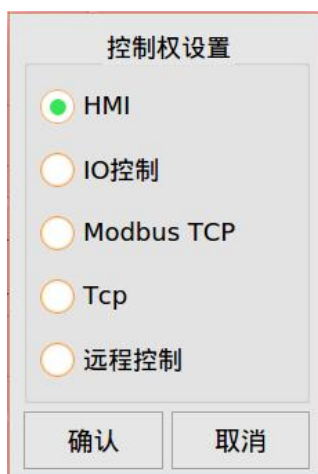 控制权设置
HMI
IO控制
Modbus TCP
Tcp
远程控制
确认
取消